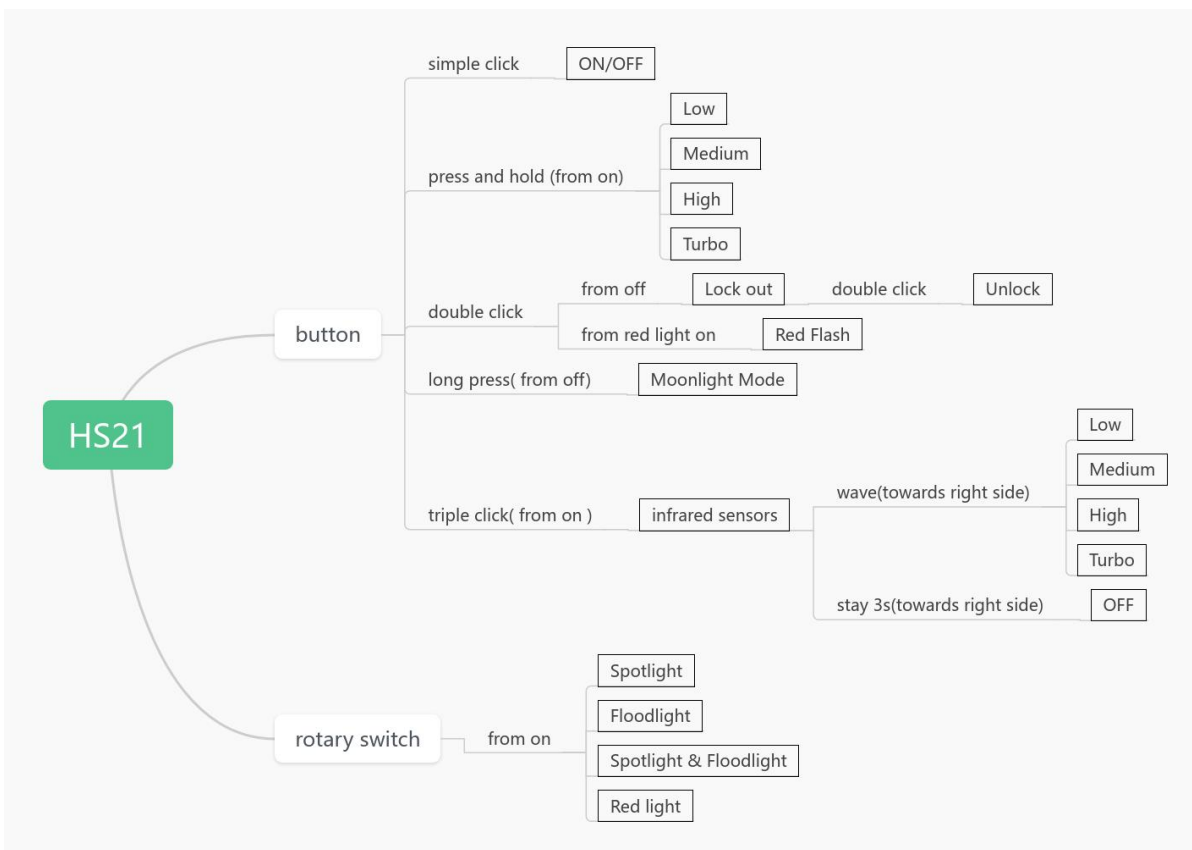 HS21
button
simple click
ON/OFF
press and hold (from on)
Low
Medium
High
Turbo
double click
from off
Lock out
double click
Unlock
from red light on
Red Flash
long press( from off)
Moonlight Mode
triple click( from on )
infrared sensors
wave(towards right side)
Low
Medium
High
Turbo
stay 3s(towards right side)
OFF
rotary switch
from on
Spotlight
Floodlight
Spotlight & Floodlight
Red light